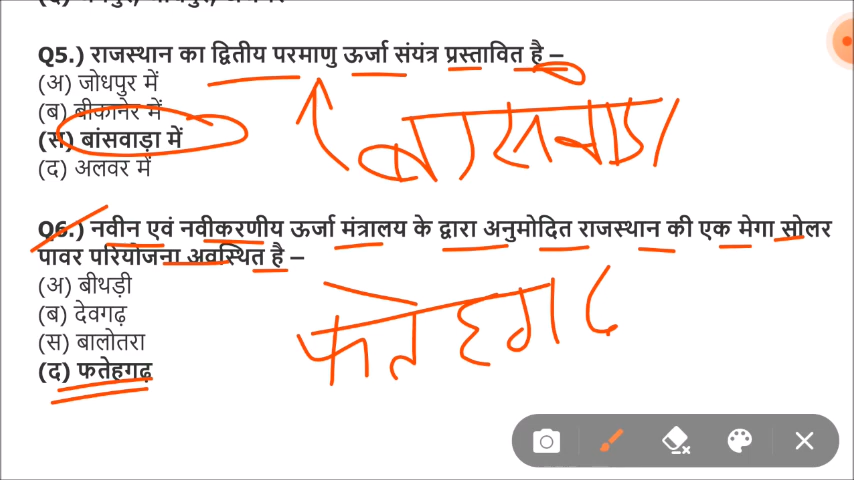 Q5.) राजस्थान का द्वितीय परमाणु ऊर्जा संयंत्र प्रस्तावित है –
(अ) जोधपुर में
(ब) बीकानेर में
(स) बांसवाड़ा में
(द) अलवर में
बासवाडा
Q6.) नवीन एवं नवीकरणीय ऊर्जा मंत्रालय के द्वारा अनुमोदित राजस्थान की एक मेगा सोलर
पावर परियोजना अवस्थित है –
(अ) बीथड़ी
(ब) देवगढ़
(स) बालोतरा
(द) फतेहगढ़
फतेहगढ